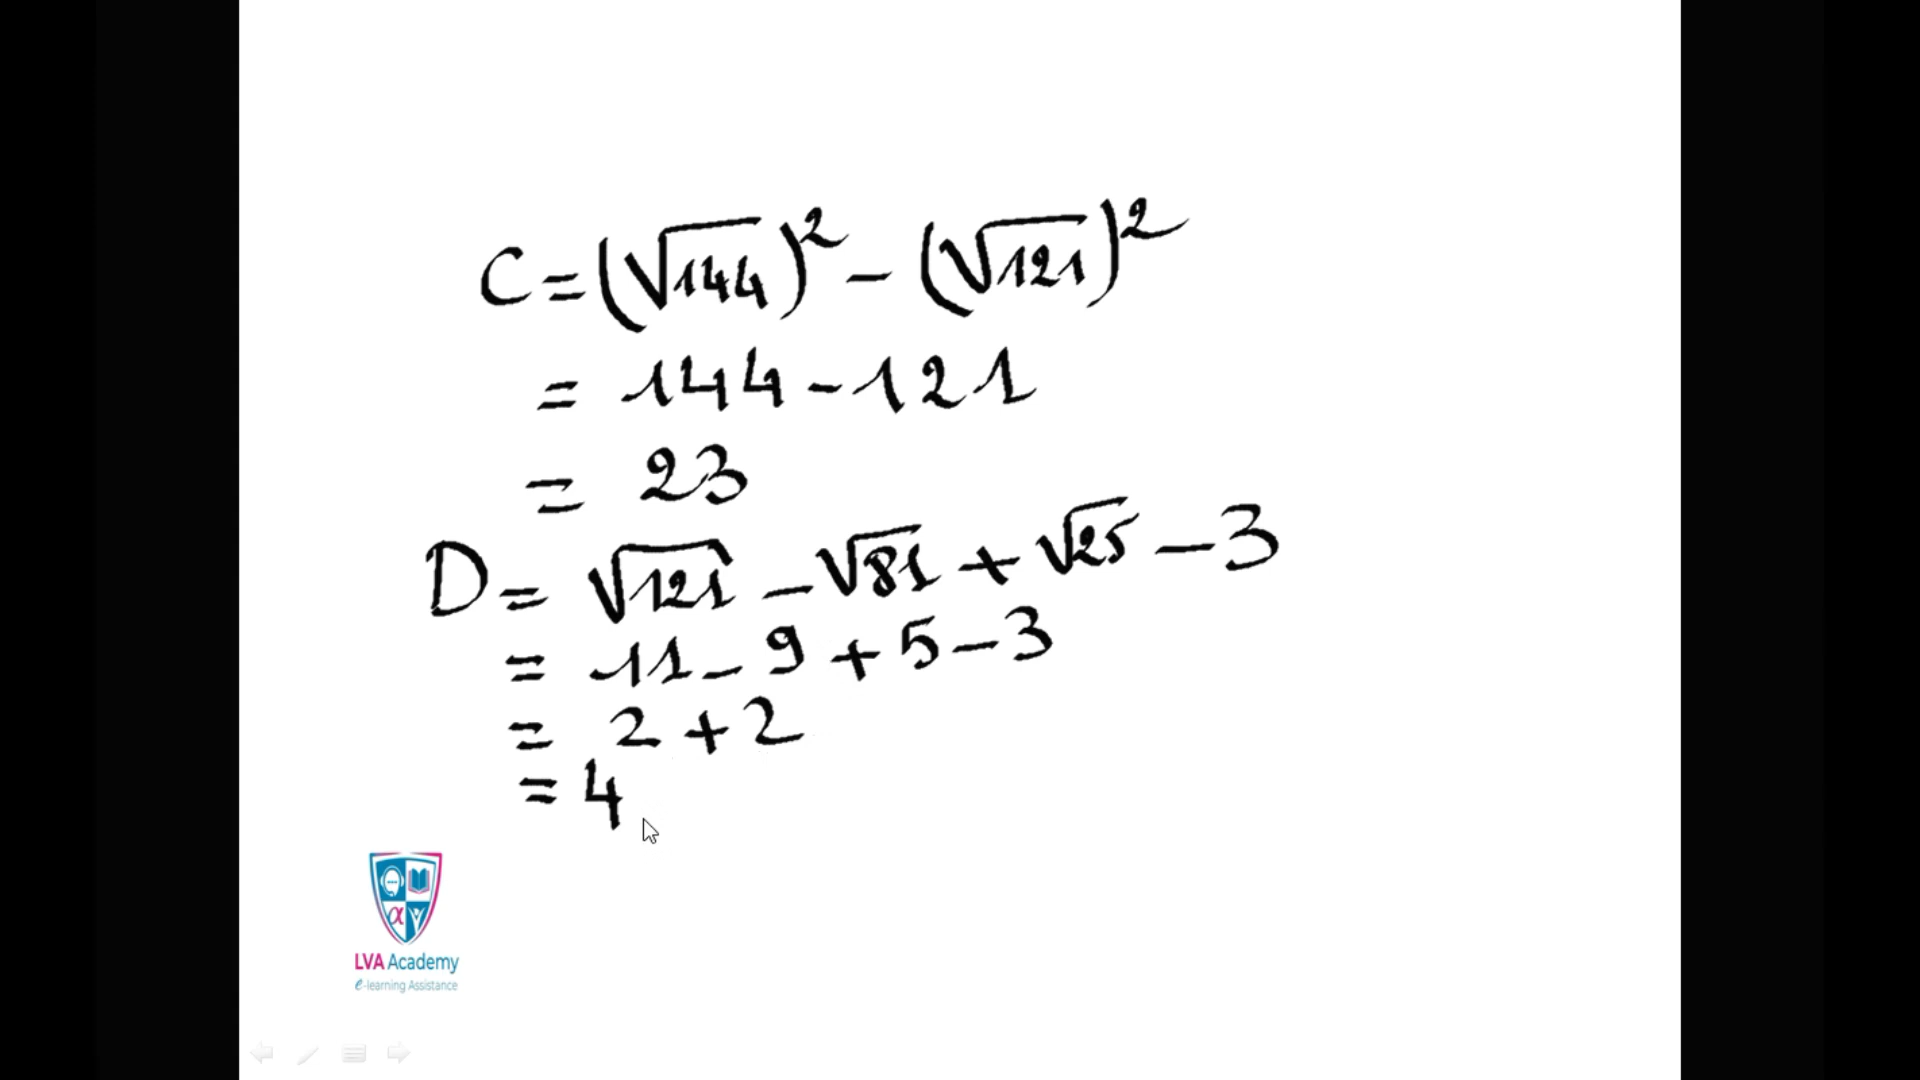 C = (√144)² - (√121)²
= 144 - 121
= 23
D = √121 - √81 + √25 - 3
= 11 - 9 + 5 - 3
= 2 + 2
= 4
LVA Academy
e-learning Assistance